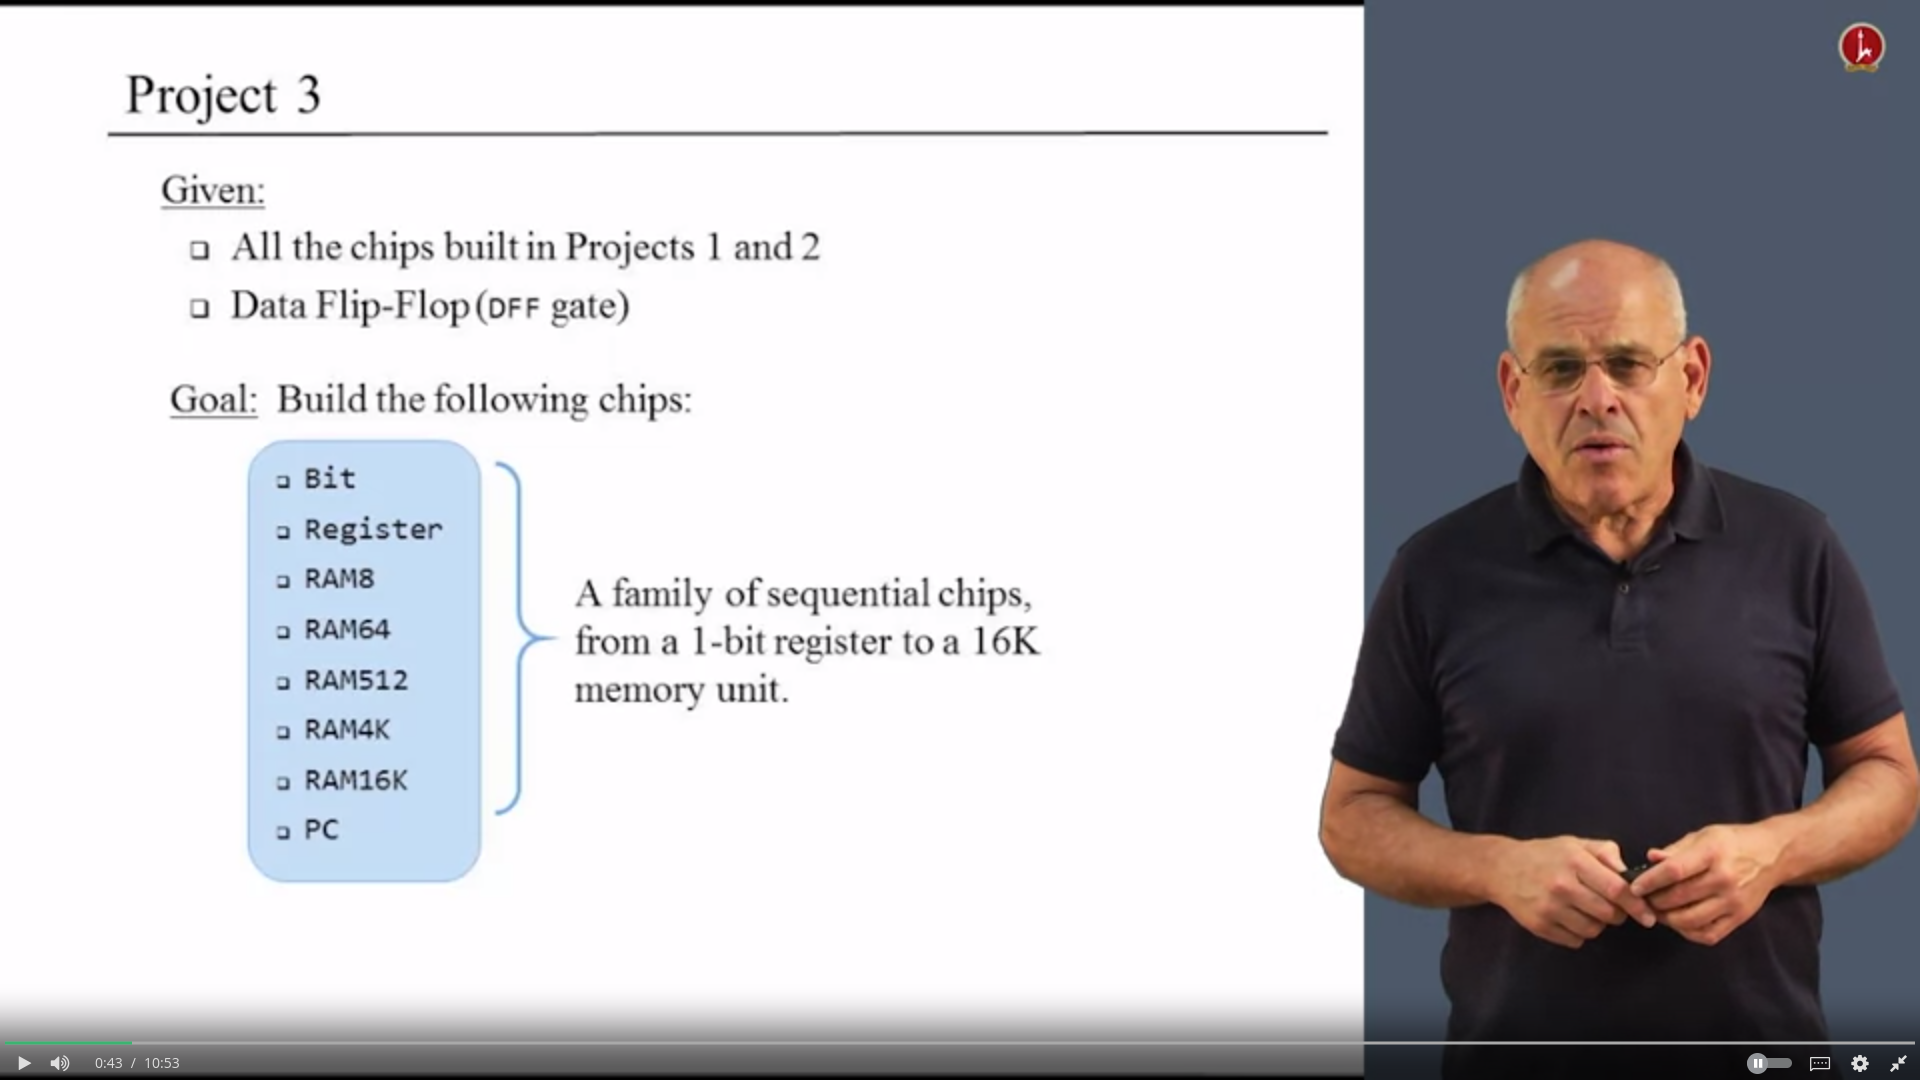 Project 3
Given:
All the chips built in Projects 1 and 2
Data Flip-Flop (DFF gate)
Goal: Build the following chips:
Bit
Register
RAM8
RAM64
RAM512
RAM4K
RAM16K
PC
A family of sequential chips,
from a 1-bit register to a 16K
memory unit.
0:43 / 10:53